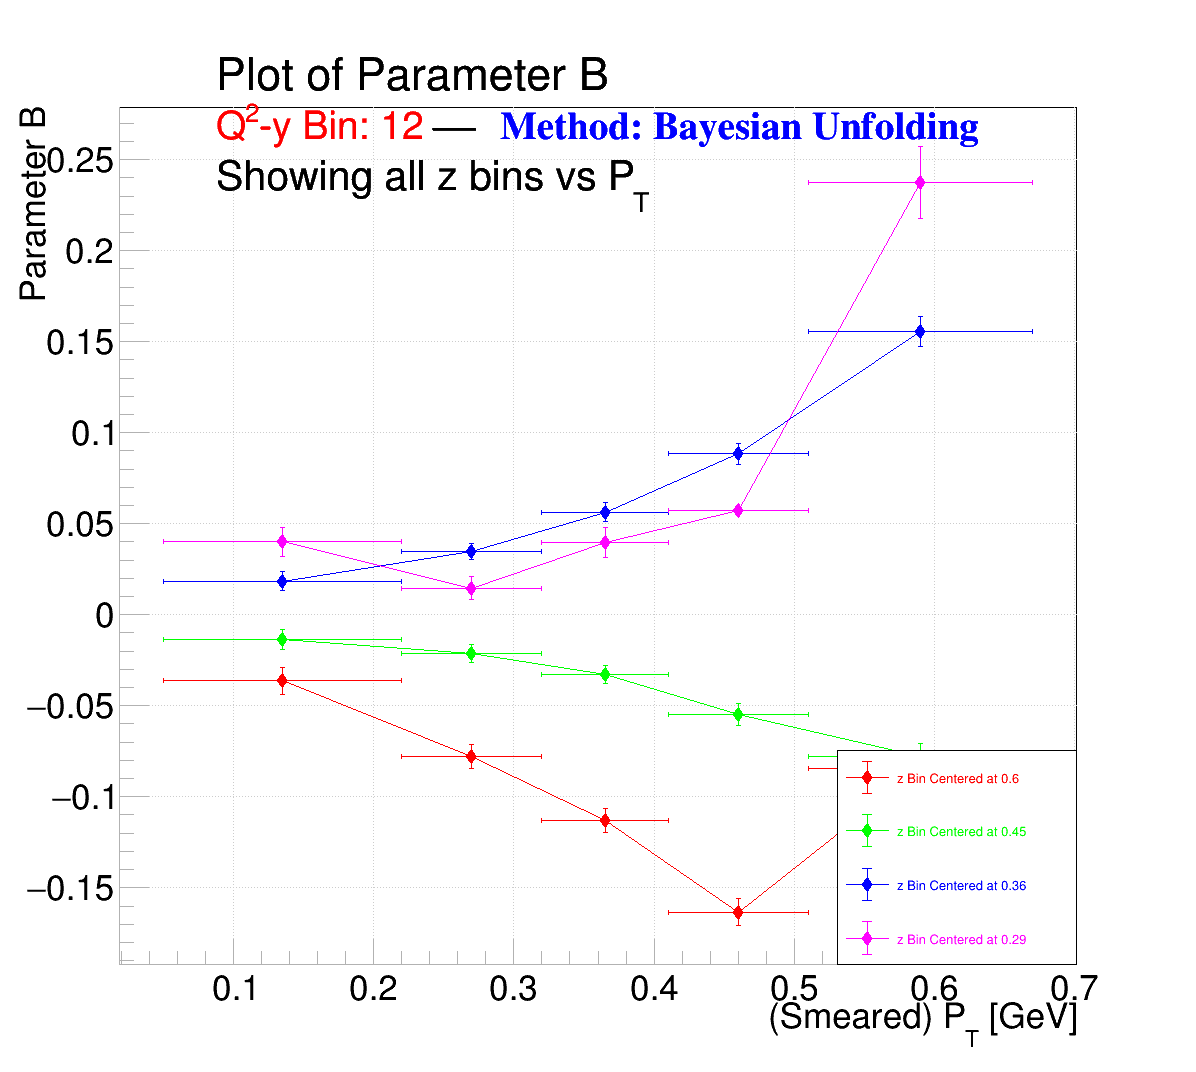 Plot of Parameter B
Q2-y Bin: 12 — Method: Bayesian Unfolding
Showing all z bins vs PT
Parameter B
0.25
0.2
0.15
0.1
0.05
0
−0.05
−0.1
−0.15
z Bin Centered at 0.6
z Bin Centered at 0.45
z Bin Centered at 0.36
z Bin Centered at 0.29
0.1 0.2 0.3 0.4 0.5 0.6 0.7
(Smeared) PT [GeV]